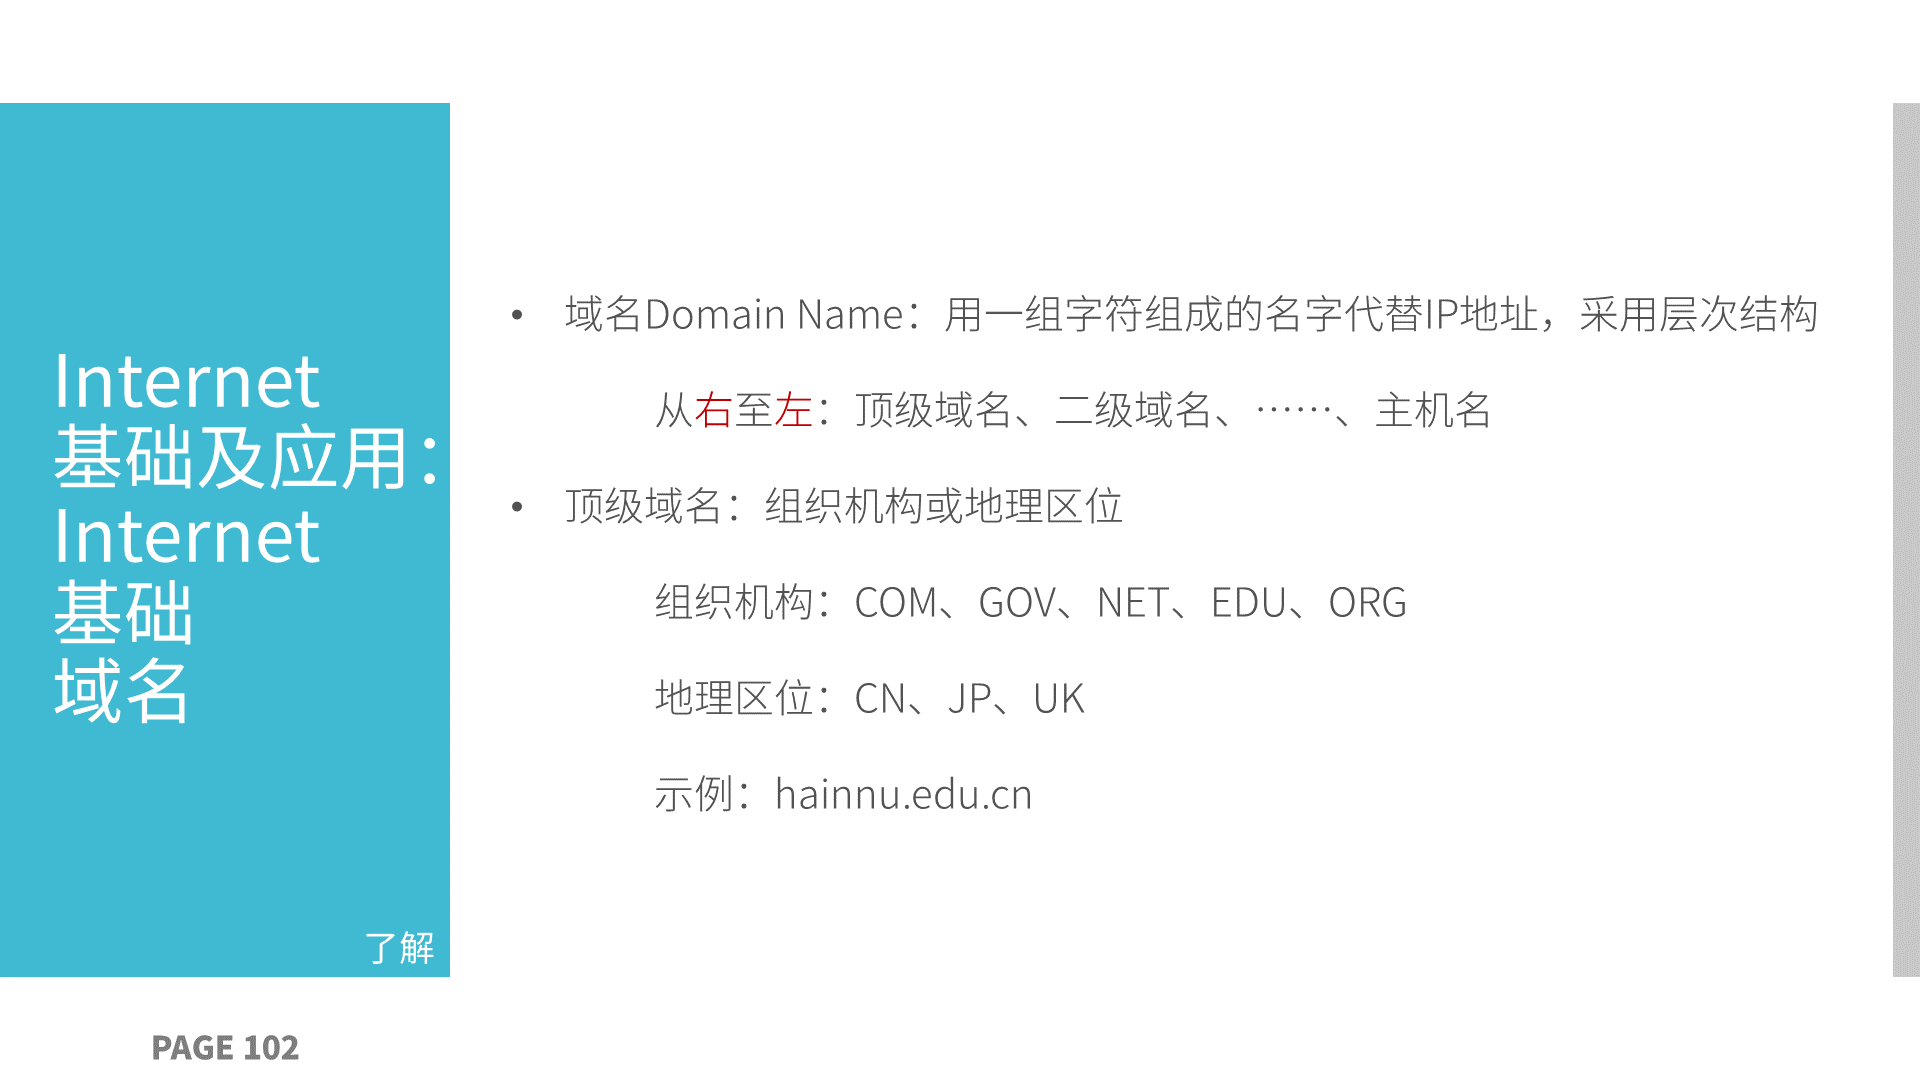 Internet
基础及应用：
Internet
基础
域名
了解
• 域名Domain Name：用一组字符组成的名字代替IP地址，采用层次结构
从右至左：顶级域名、二级域名、……、主机名
• 顶级域名：组织机构或地理区位
组织机构：COM、GOV、NET、EDU、ORG
地理区位：CN、JP、UK
示例：hainnu.edu.cn
PAGE 102